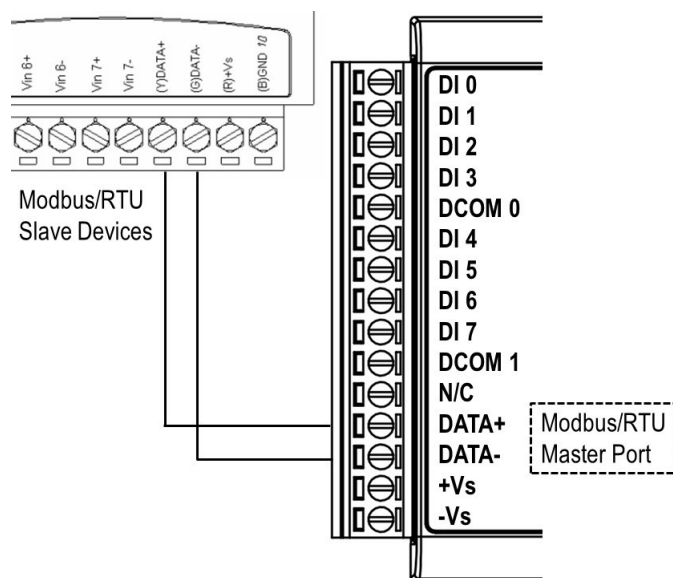 Vin 6+
Vin 6-
Vin 7+
Vin 7-
(Y)DATA+
(G)DATA-
(R)+Vs
(B)GND 10
Modbus/RTU
Slave Devices
DI 0
DI 1
DI 2
DI 3
DCOM 0
DI 4
DI 5
DI 6
DI 7
DCOM 1
N/C
DATA+
DATA-
+Vs
-Vs
Modbus/RTU
Master Port